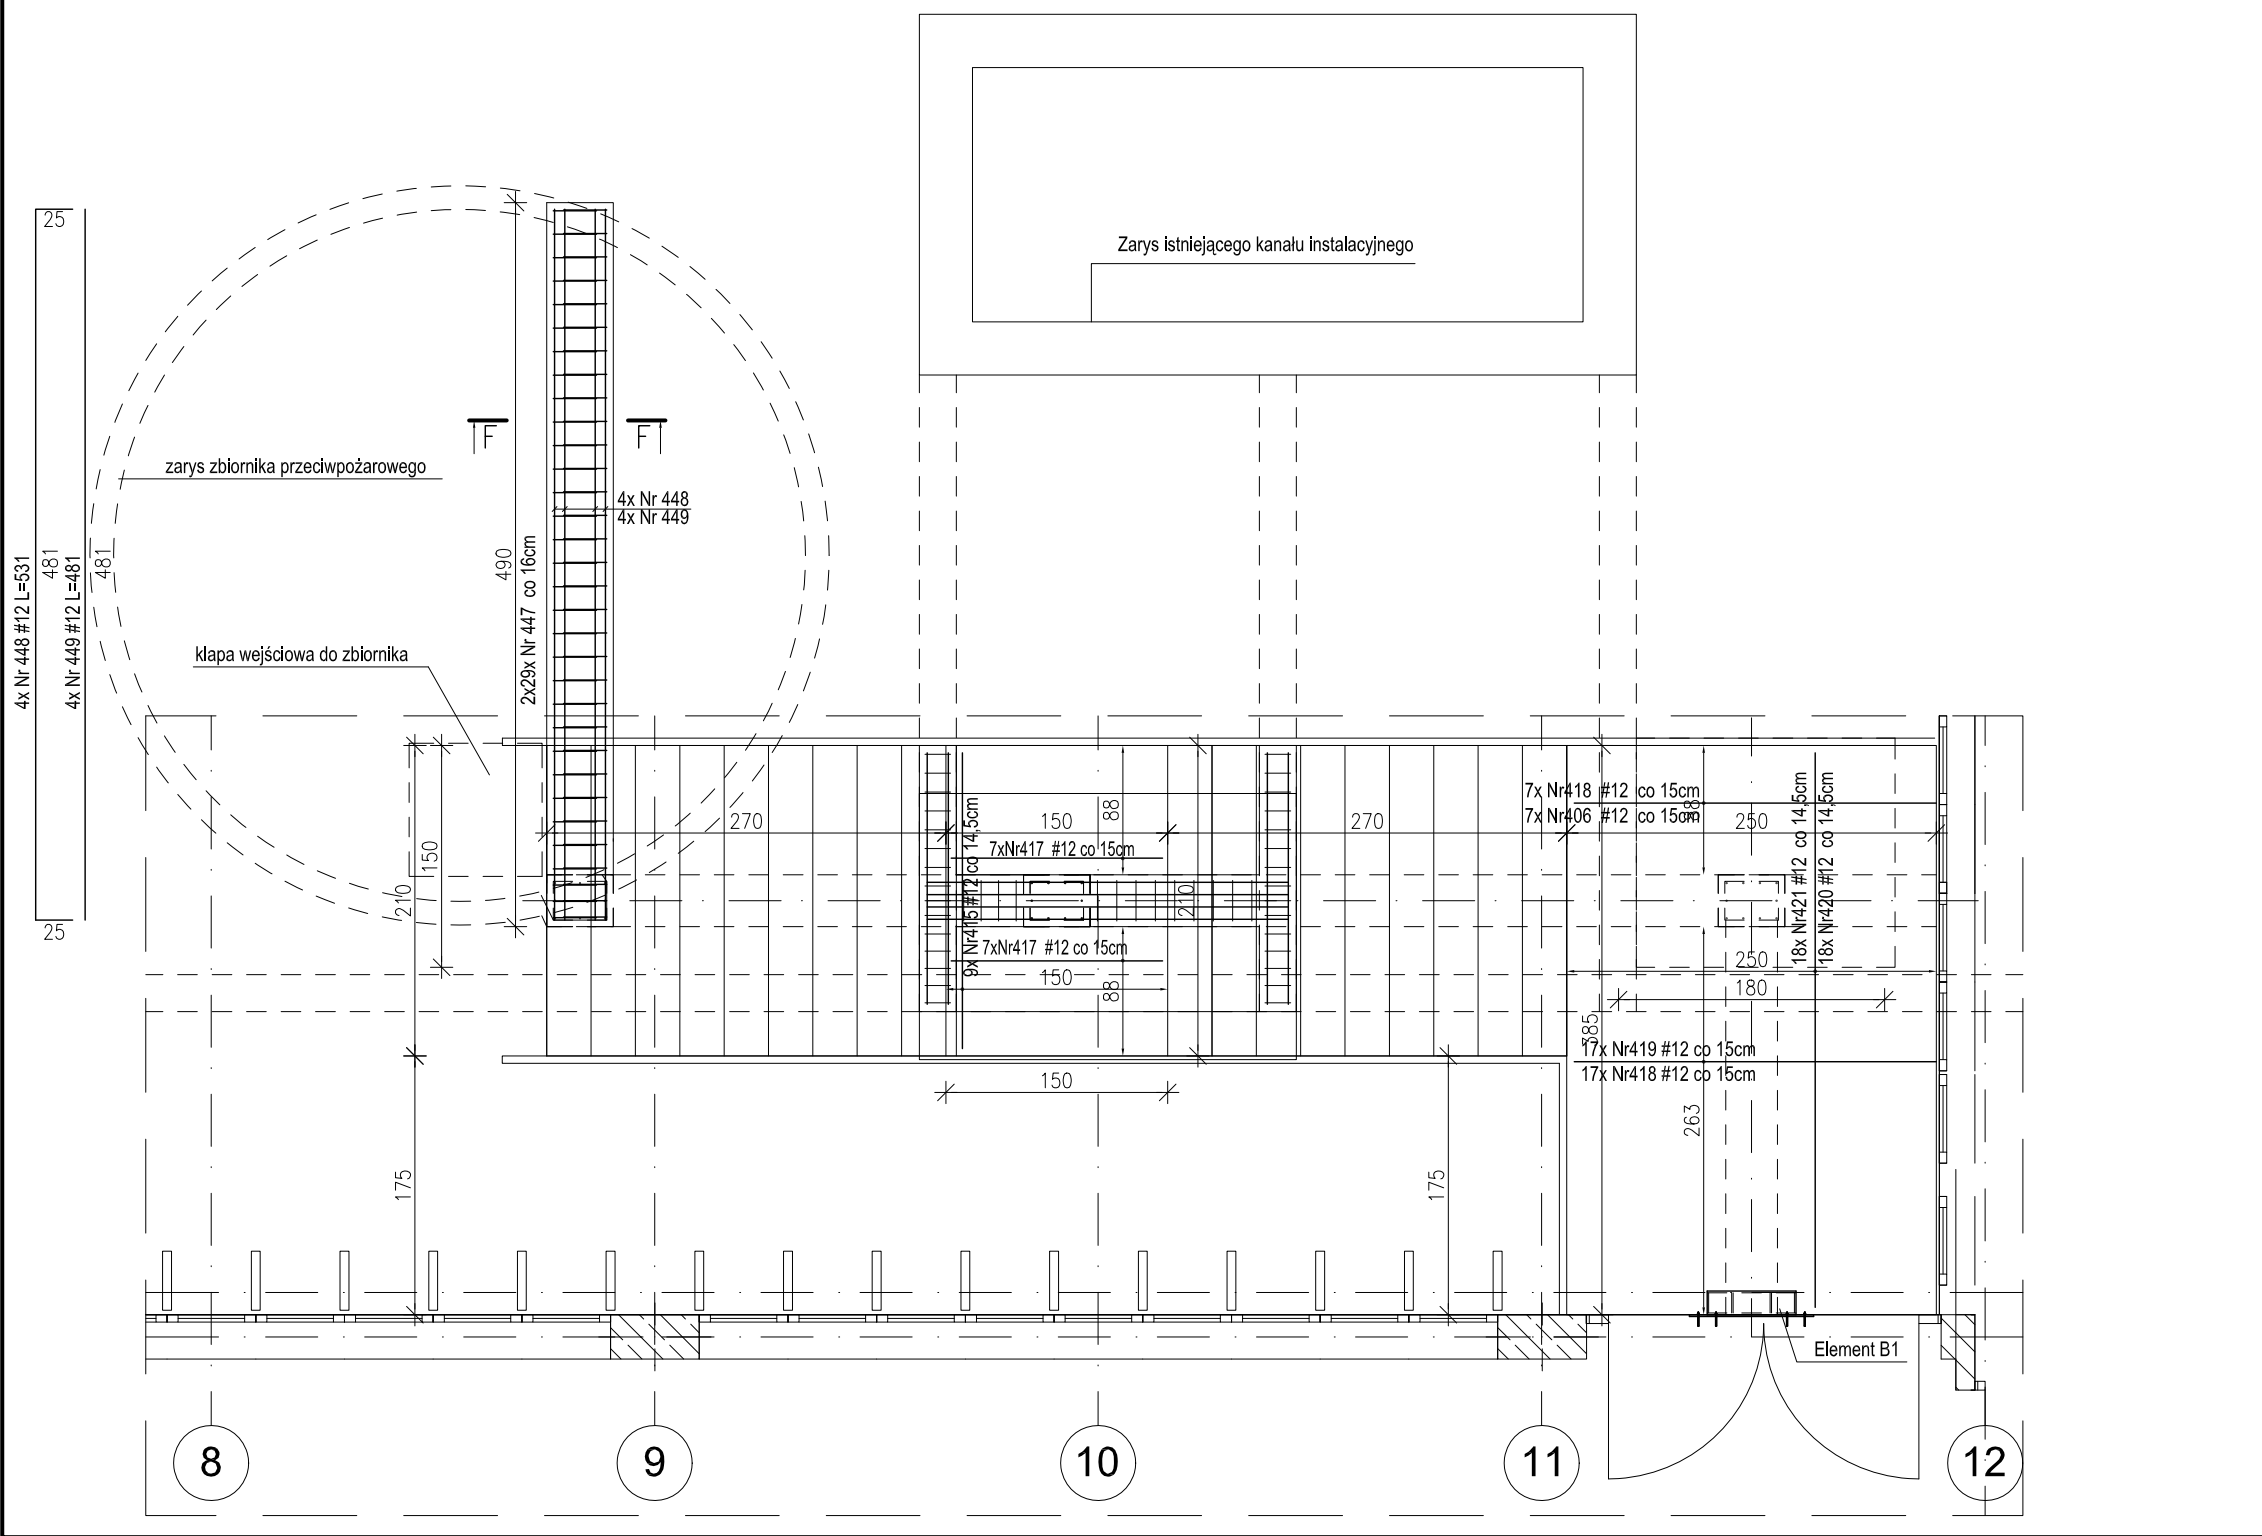 Zarys istniejącego kanału instalacyjnego
25
F
F
zarys zbiornika przeciwpożarowego
4x Nr 448
4x Nr 449
4x Nr 448 #12 L=531
481
4x Nr 449 #12 L=481
481
490
2x29x Nr 447 co 16cm
klapa wejściowa do zbiornika
25
210
150
175
270
150
88
270
250
7xNr417 #12 co 15cm
9x Nr415 #12 co 14,5cm
210
7xNr417 #12 co 15cm
150
88
150
7x Nr418 #12 co 15cm
7x Nr406 #12 co 15cm
88
18x Nr421 #12 co 14,5cm
18x Nr420 #12 co 14,5cm
250
180
385
17x Nr419 #12 co 15cm
17x Nr418 #12 co 15cm
263
175
Element B1
8
9
10
11
12